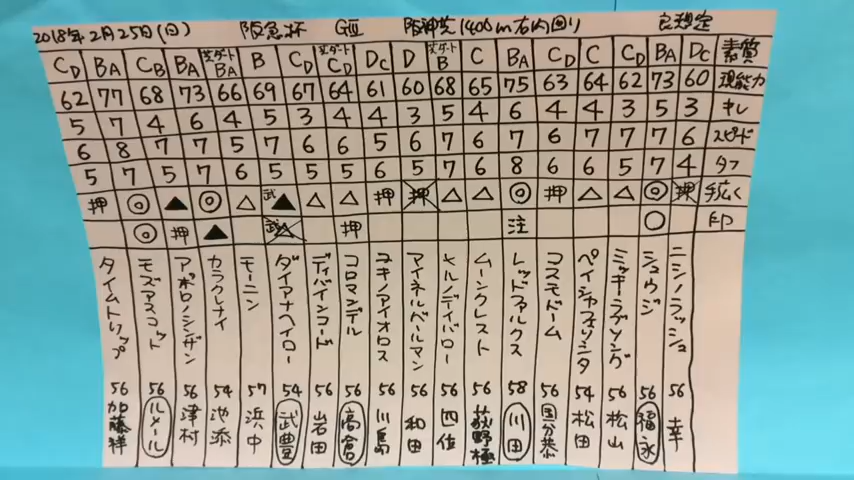 2018年2月25日(日) 阪急杯 GⅢ 阪神芝1400m右内回り 良想定
CD BA CB BA 芝ダートBA B CD 芝ダートCD DC D 芝ダートB C BA CD C CD BA DC 素質
62 77 68 73 66 69 67 64 61 60 68 65 75 63 64 62 73 60 現能力
5 7 4 6 4 5 3 4 4 3 5 4 6 4 4 3 5 3 キレ
6 8 7 7 5 7 6 6 5 6 7 6 7 6 7 7 7 6 スピード
5 7 5 7 6 5 5 5 6 5 7 6 8 6 6 5 7 4 タフ
押 ◎ ▲ ◎ △ 武▲ △ △ 押 押 △ △ ◎ 押 △ △ ◎ 押 手広く
◎ 押 ▲ 武△ 押 注 ○ 印
タイムトリップ モズアスコット アポロノシンザン カラクレナイ モーニン ダイアナヘイロー ディバインコード コロマンデル ユキノアイオロス アイネルベールマン ヒルノデイバロー ムーンクレスト レッドファルクス コスモドーム ペイシャフェリシタ ミッキーラブソング シュウジ ニシノラッシュ
56 56 56 54 57 54 56 56 56 56 56 56 58 56 54 56 56 56
加藤祥 ルメール 津村 池添 浜中 武豊 岩田 高倉 川島 和田 四位 荻野極 川田 国分恭 松田 松山 福永 幸